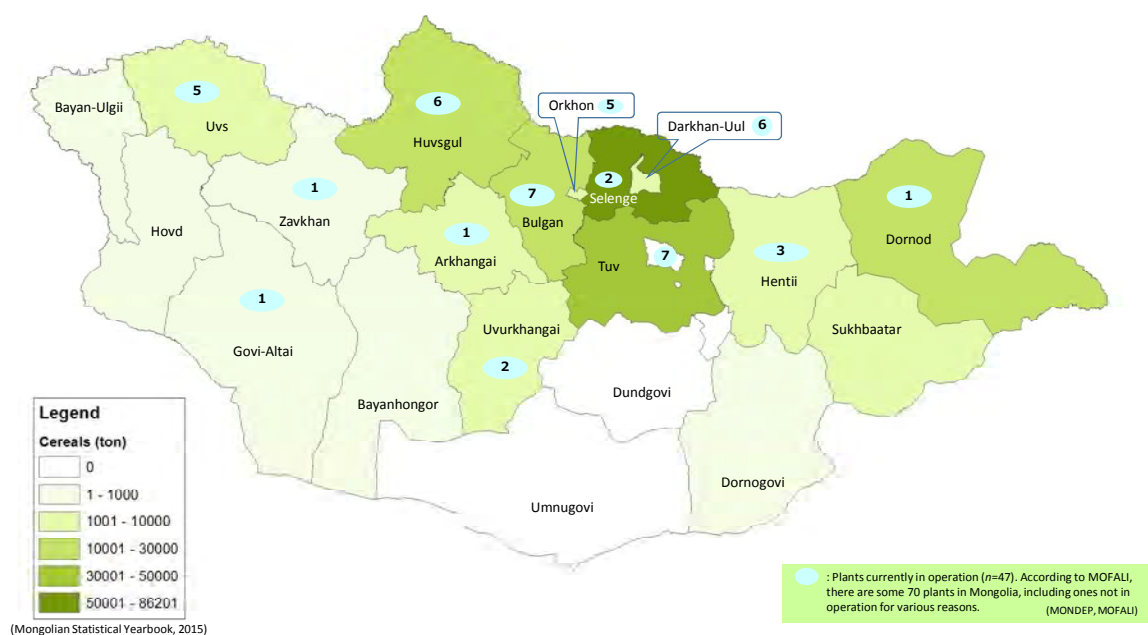 Bayan-Ulgii
5
Uvs
6
Huvsgul
Orkhon 5
Darkhan-Uul 6
1
Zavkhan
7
Bulgan
2
Selenge
1
Dornod
Hovd
1
Arkhangai
Tuv
7
3
Hentii
1
Govi-Altai
Uvurkhangai
2
Sukhbaatar
Dundgovi
Bayanhongor
Dornogovi
Umnugovi
Legend
Cereals (ton)
0
1 - 1000
1001 - 10000
10001 - 30000
30001 - 50000
50001 - 86201
(Mongolian Statistical Yearbook, 2015)
: Plants currently in operation (n=47). According to MOFALI,
there are some 70 plants in Mongolia, including ones not in
operation for various reasons.
(MONDEP, MOFALI)